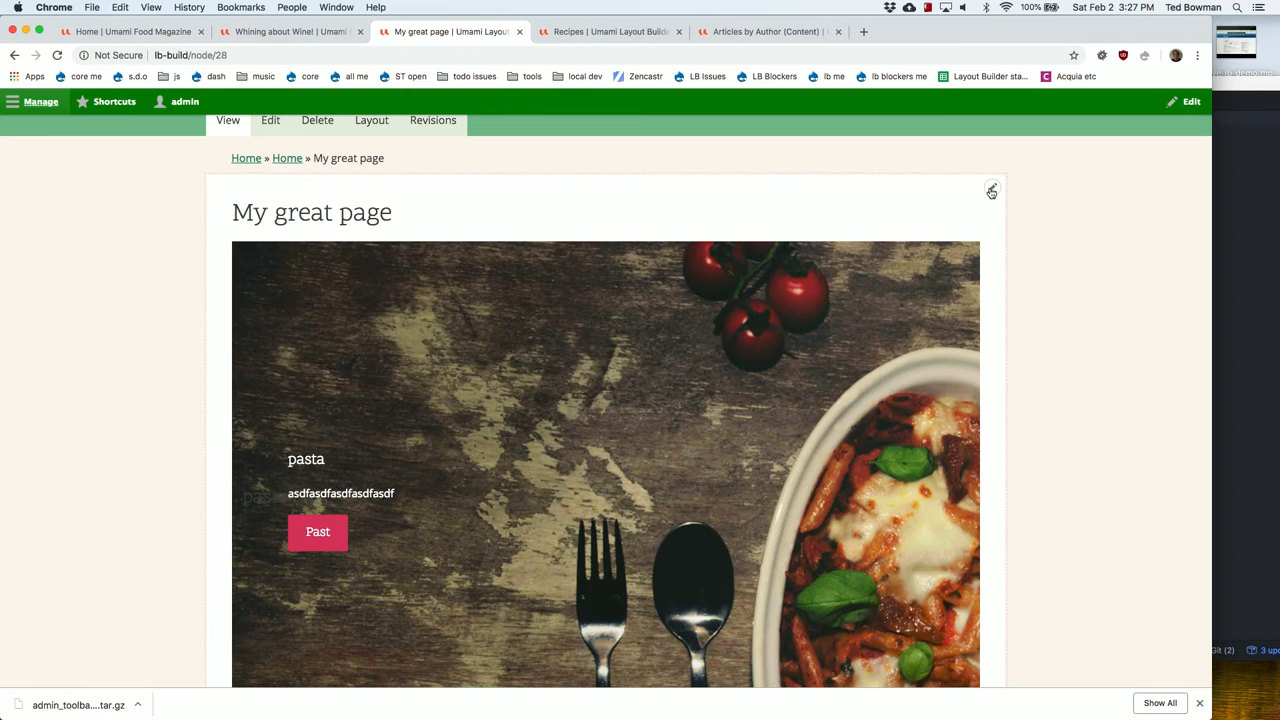 Chrome File Edit View History Bookmarks People Window Help 100% Sat Feb 2 3:27 PM Ted Bowman
Home | Umami Food Magazine
Whining about Wine! | Umami
My great page | Umami Layout
Recipes | Umami Layout Builde
Articles by Author (Content) |
Not Secure lb-build/node/28
Apps core me s.d.o js dash music core all me ST open todo issues tools local dev Zencastr LB Issues LB Blockers lb me lb blockers me Layout Builder sta... Acquia etc
Manage Shortcuts admin Edit
View Edit Delete Layout Revisions
Home » Home » My great page
My great page
pasta
asdfasdfasdfasdfasdf
Past
Git (2) 3 upd
admin_toolba....tar.gz Show All